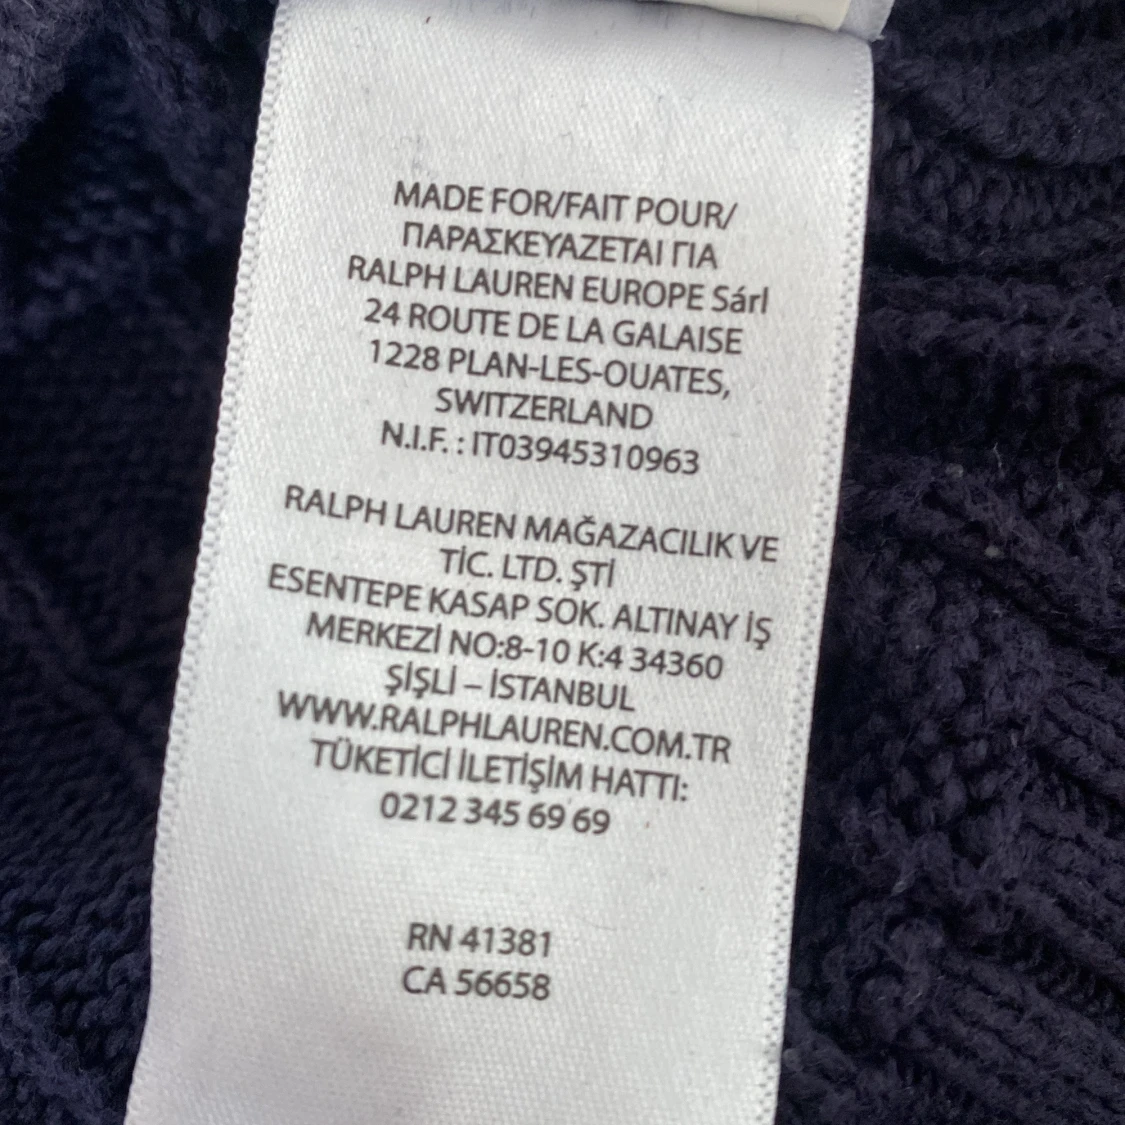 MADE FOR/FAIT POUR/
ΠΑΡΑΣΚΕΥΑΖΕΤΑΙ ΓΙΑ
RALPH LAUREN EUROPE Sárl
24 ROUTE DE LA GALAISE
1228 PLAN-LES-OUATES,
SWITZERLAND
N.I.F. : IT03945310963
RALPH LAUREN MAĞAZACILIK VE
TİC. LTD. ŞTİ
ESENTEPE KASAP SOK. ALTINAY İŞ
MERKEZİ NO:8-10 K:4 34360
ŞİŞLİ – İSTANBUL
WWW.RALPHLAUREN.COM.TR
TÜKETİCİ İLETİŞİM HATTI:
0212 345 69 69
RN 41381
CA 56658